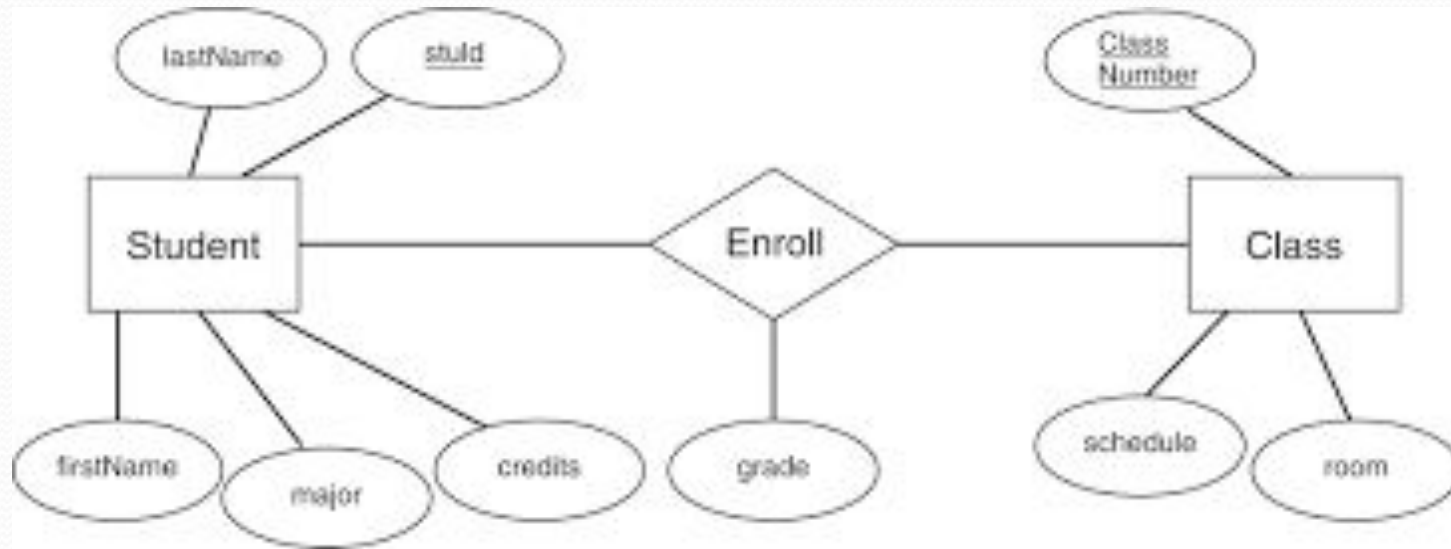 lastName
stuId
Class
Number
Student
Enroll
Class
firstName
major
credits
grade
schedule
room